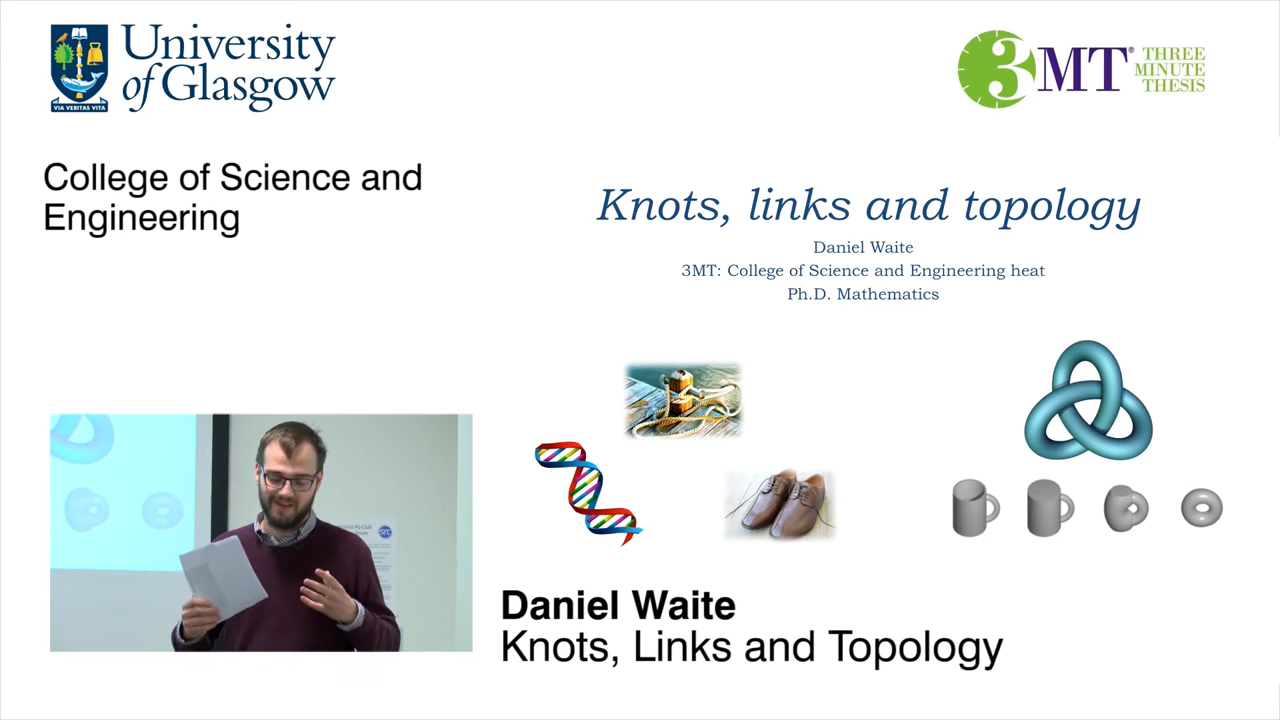 University
of Glasgow
VIA VERITAS VITA
3MT® THREE
MINUTE
THESIS
College of Science and
Engineering
Knots, links and topology
Daniel Waite
3MT: College of Science and Engineering heat
Ph.D. Mathematics
Daniel Waite
Knots, Links and Topology